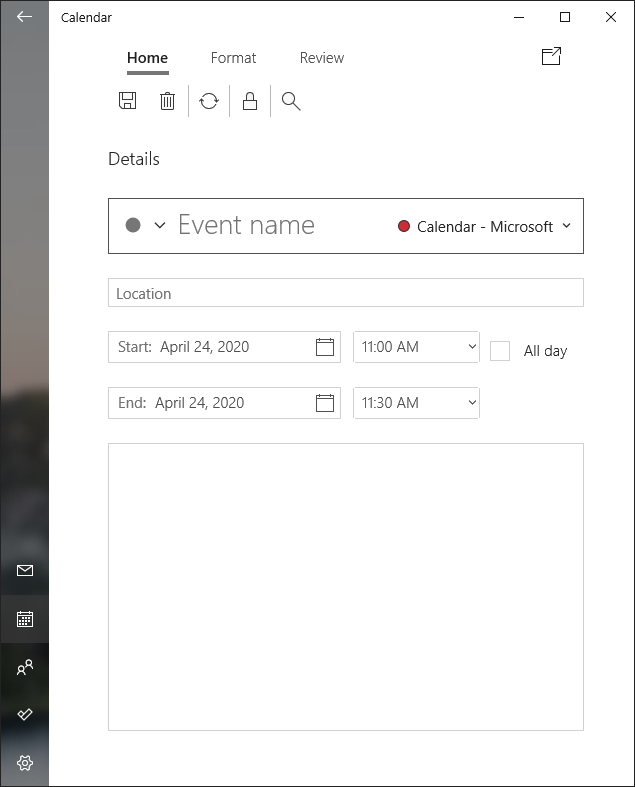 Calendar
Home Format Review
Details
Event name Calendar - Microsoft
Location
Start: April 24, 2020 11:00 AM All day
End: April 24, 2020 11:30 AM